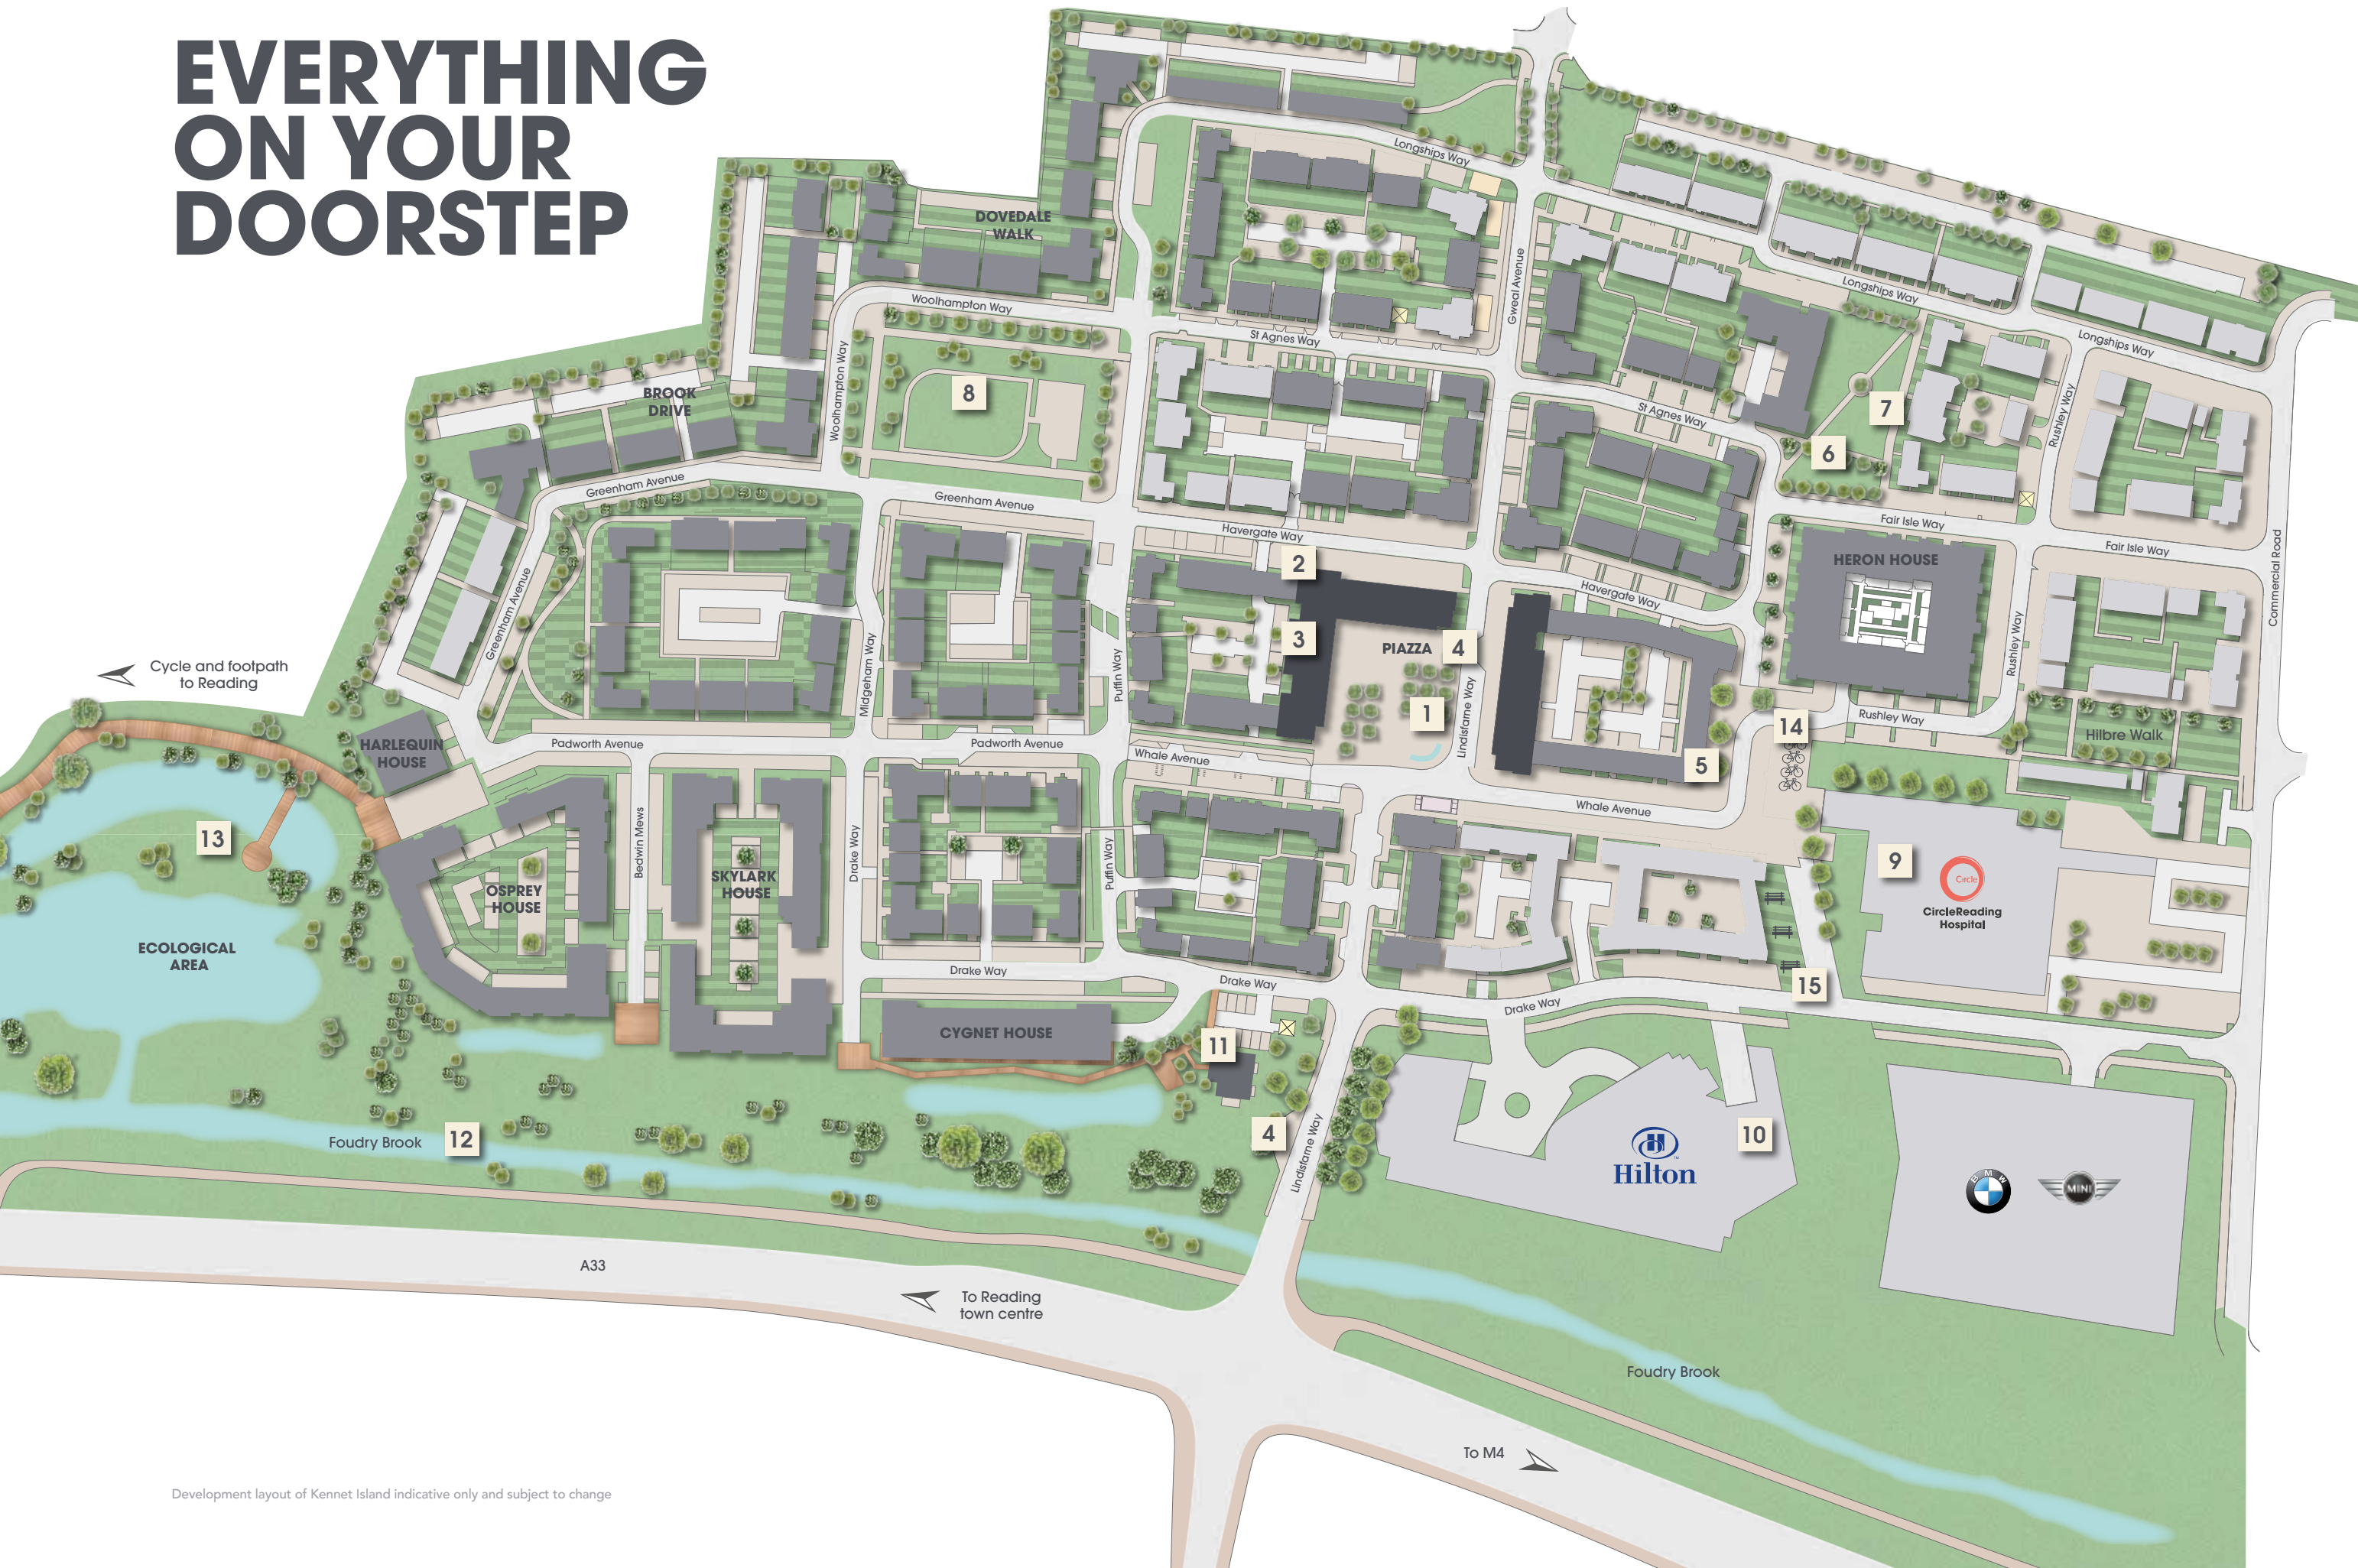 EVERYTHING
ON YOUR
DOORSTEP
Longships Way
DOVEDALE
WALK
Gweal Avenue
Longships Way
Woolhampton Way
St Agnes Way
Longships Way
Woolhampton Way
BROOK
DRIVE
8
St Agnes Way
7
Rushley Way
6
Greenham Avenue
Greenham Avenue
Havergate Way
Fair Isle Way
Fair Isle Way
Commercial Road
2
HERON HOUSE
Greenham Avenue
Havergate Way
3
PIAZZA
4
Rushley Way
Cycle and footpath
to Reading
Midgeham Way
Puffin Way
Lindisfarne Way
1
14
Rushley Way
Hilbre Walk
HARLEQUIN
HOUSE
Padworth Avenue
Padworth Avenue
Whale Avenue
5
Whale Avenue
13
Bedwin Mews
Drake Way
Puffin Way
9
Circle
CircleReading
Hospital
OSPREY
HOUSE
SKYLARK
HOUSE
ECOLOGICAL
AREA
Drake Way
Drake Way
15
Drake Way
CYGNET HOUSE
11
Foudry Brook
12
4
Lindisfarne Way
10
Hilton
BMW
MINI
A33
To Reading
town centre
Foudry Brook
To M4
Development layout of Kennet Island indicative only and subject to change